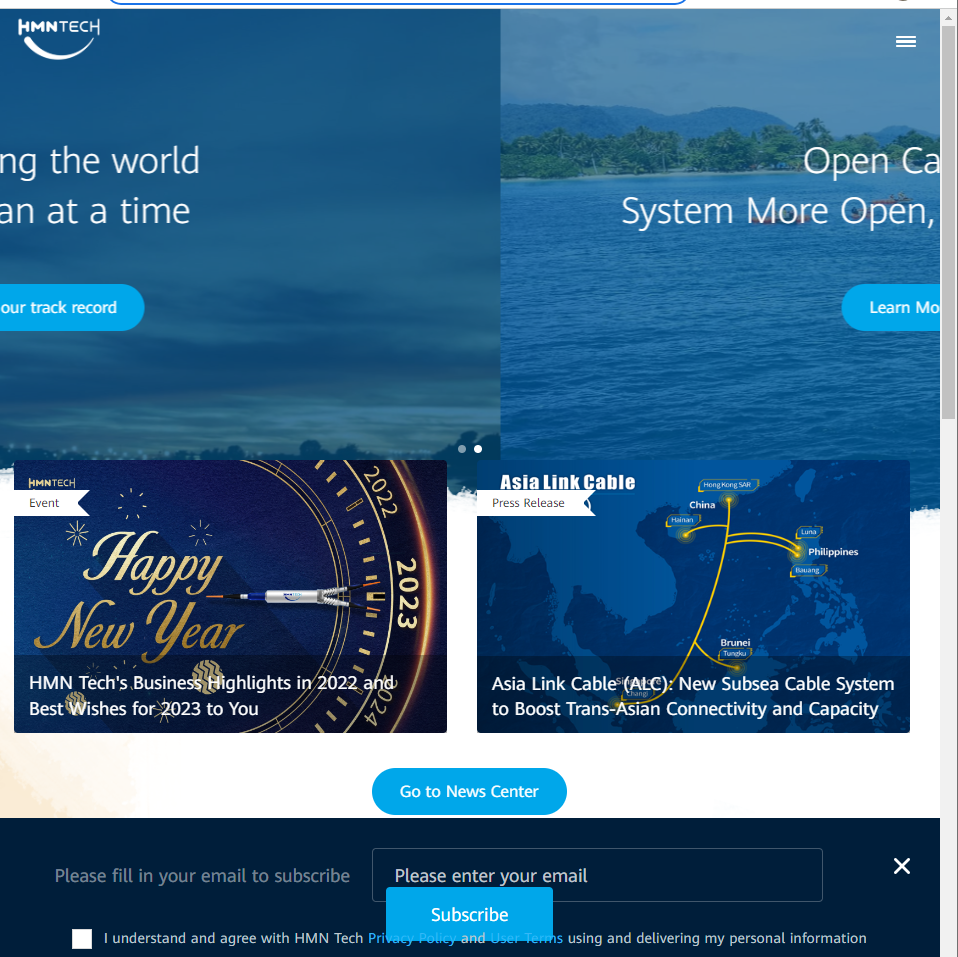 HMNTECH
ng the world
an at a time
our track record
Open Ca
System More Open,
Learn Mo
HMNTECH
Event
Happy
New Year
2022
2023
2024
HMN Tech's Business Highlights in 2022 and
Best Wishes for 2023 to You
Asia Link Cable
Press Release
Hong Kong SAR
China
Hainan
Luna
Philippines
Bauang
Brunei
Tungku
Singapore
Changi
Asia Link Cable (ALC): New Subsea Cable System
to Boost Trans-Asian Connectivity and Capacity
Go to News Center
Please fill in your email to subscribe
Please enter your email
Subscribe
I understand and agree with HMN Tech Privacy Policy and User Terms using and delivering my personal information